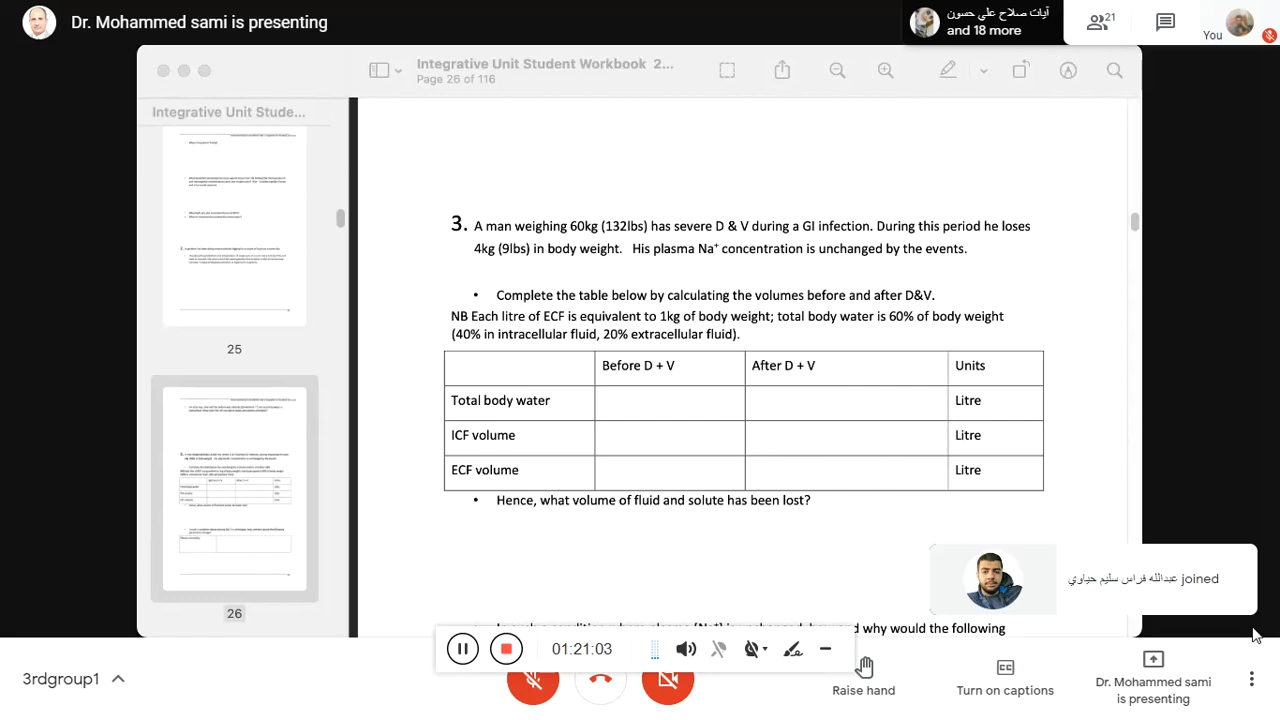 Dr. Mohammed sami is presenting
آيات صلاح علي حسون
and 18 more
21
You
Integrative Unit Student Workbook 2...
Page 26 of 116
Integrative Unit Stude...
25
26
3. A man weighing 60kg (132lbs) has severe D & V during a GI infection. During this period he loses
4kg (9lbs) in body weight. His plasma Na⁺ concentration is unchanged by the events.
• Complete the table below by calculating the volumes before and after D&V.
NB Each litre of ECF is equivalent to 1kg of body weight; total body water is 60% of body weight
(40% in intracellular fluid, 20% extracellular fluid).
Before D + V After D + V Units
Total body water Litre
ICF volume Litre
ECF volume Litre
• Hence, what volume of fluid and solute has been lost?
عبدالله فراس سليم حياوي joined
and why would the following
01:21:03
3rdgroup1
Raise hand
Turn on captions
Dr. Mohammed sami
is presenting